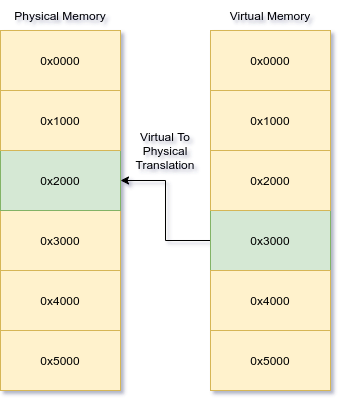 Physical Memory
0x0000
0x1000
0x2000
0x3000
0x4000
0x5000
Virtual To
Physical
Translation
Virtual Memory
0x0000
0x1000
0x2000
0x3000
0x4000
0x5000